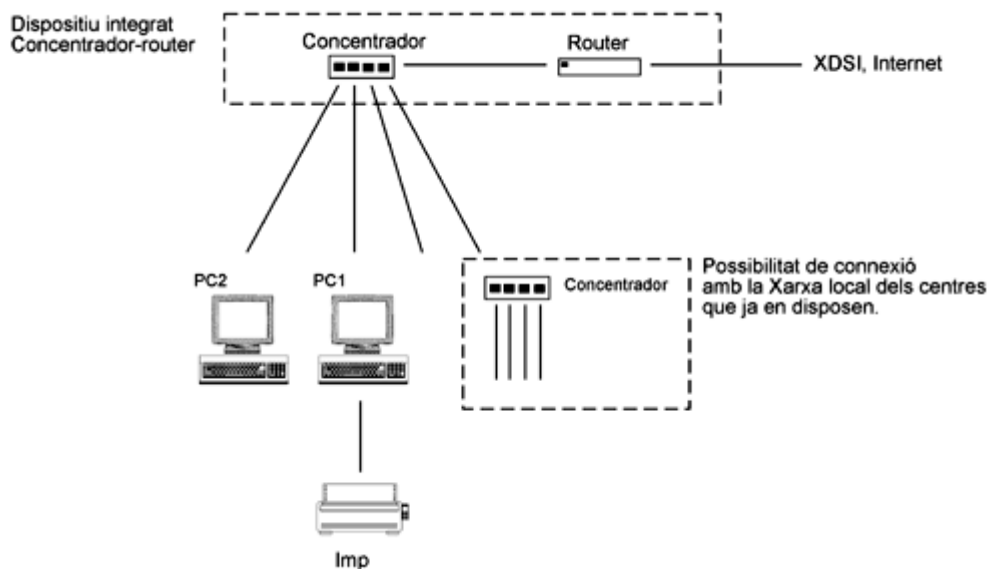 Dispositiu integrat
Concentrador-router
Concentrador
Router
XDSI, Internet
PC2
PC1
Concentrador
Possibilitat de connexió
amb la Xarxa local dels centres
que ja en disposen.
Imp